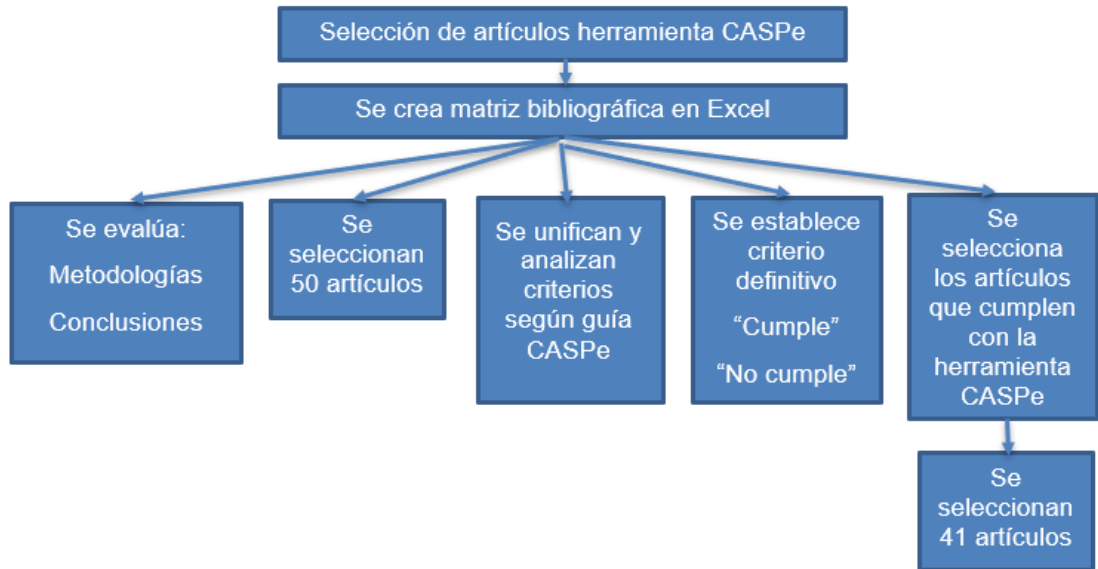 Selección de artículos herramienta CASPe
Se crea matriz bibliográfica en Excel
Se evalúa:
Metodologías
Conclusiones
Se
seleccionan
50 artículos
Se unifican y
analizan
criterios
según guía
CASPe
Se establece
criterio
definitivo
“Cumple”
“No cumple”
Se
selecciona
los artículos
que cumplen
con la
herramienta
CASPe
Se
seleccionan
41 artículos